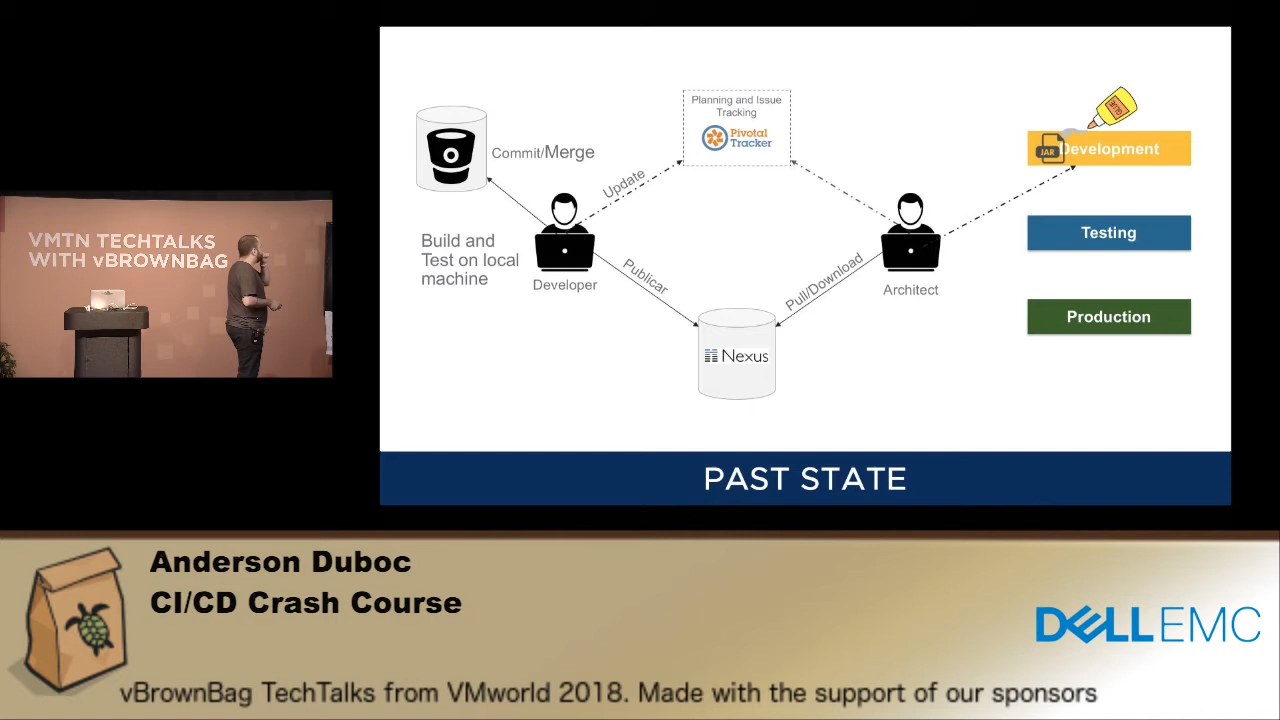 VMTN TECHTALKS
WITH vBROWNBAG
Commit/Merge
Build and
Test on local
machine
Developer
Update
Planning and Issue
Tracking
Pivotal
Tracker
Publicar
Nexus
Pull/Download
Architect
GLUE
JAR
Development
Testing
Production
PAST STATE
Anderson Duboc
CI/CD Crash Course
DELLEMC
vBrownBag TechTalks from VMworld 2018. Made with the support of our sponsors